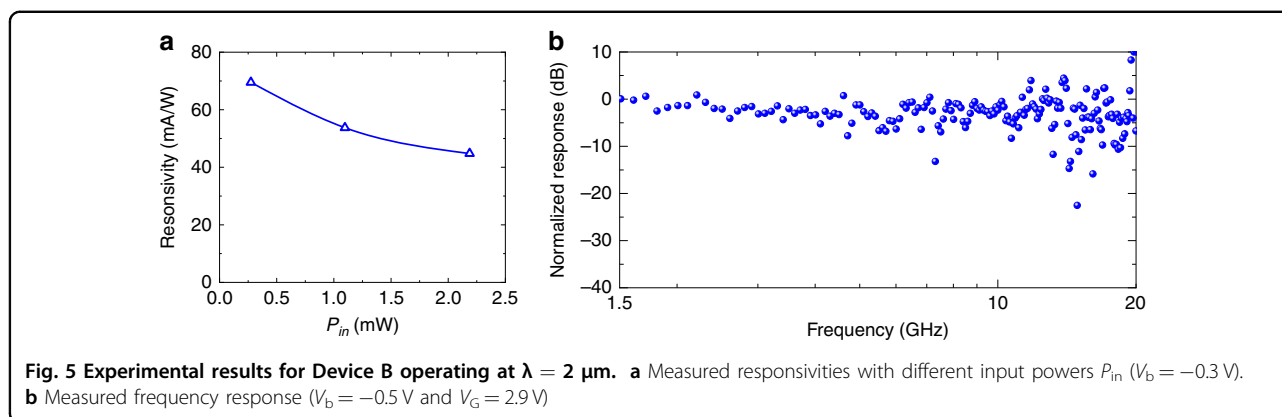 a
80
60
40
20
0
Resonsivity (mA/W)
0.0 0.5 1.0 1.5 2.0 2.5
P_in (mW)
b
10
0
−10
−20
−30
−40
Normalized response (dB)
1.5 10 20
Frequency (GHz)
Fig. 5 Experimental results for Device B operating at λ = 2 μm. a Measured responsivities with different input powers P_in (V_b = −0.3 V).
b Measured frequency response (V_b = −0.5 V and V_G = 2.9 V)